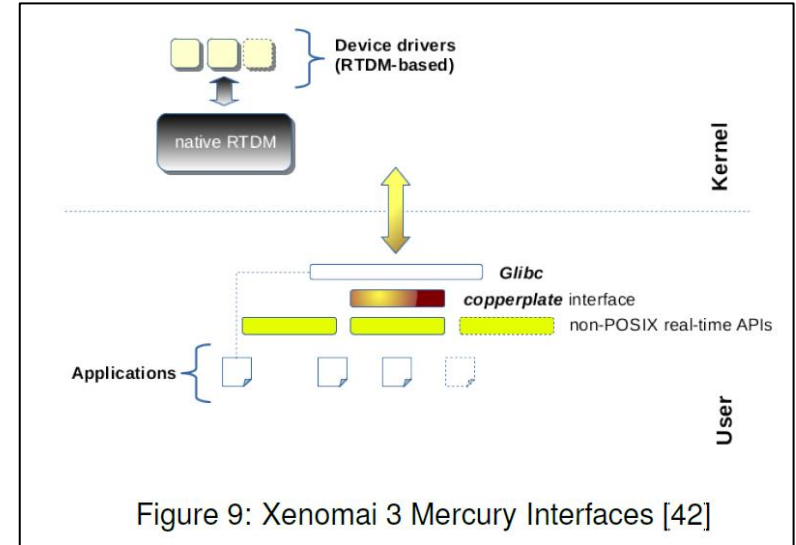 Device drivers
(RTDM-based)
native RTDM
Kernel
Glibc
copperplate interface
non-POSIX real-time APIs
Applications
User
Figure 9: Xenomai 3 Mercury Interfaces [42]